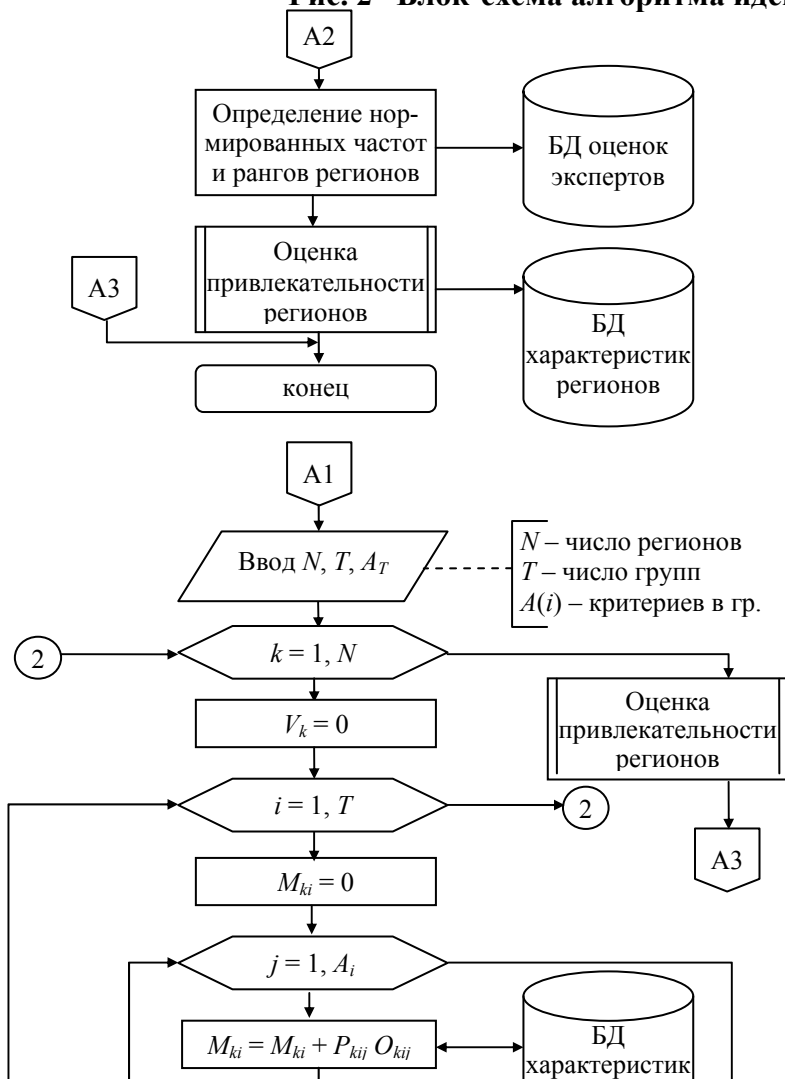 Рис. 2 Блок-схема алгоритма
А2
Определение нор-
мированных частот
и рангов регионов
БД оценок
экспертов
Оценка
привлекательности
регионов
А3
БД
характеристик
регионов
конец
А1
Ввод N, T, A_T
N – число регионов
T – число групп
A(i) – критериев в гр.
2
k = 1, N
V_k = 0
Оценка
привлекательности
регионов
i = 1, T
2
А3
M_ki = 0
j = 1, A_i
M_ki = M_ki + P_kij O_kij
БД
характеристик